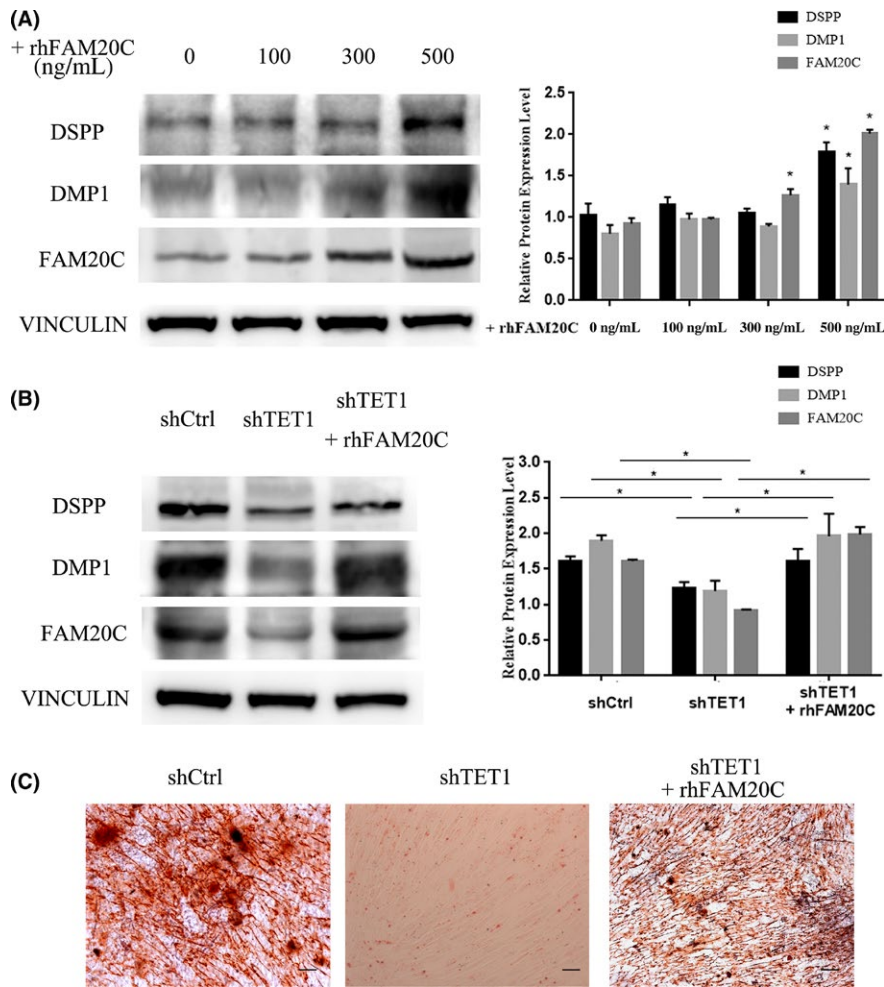 (A)
+ rhFAM20C
(ng/mL)
0 100 300 500
DSPP
DMP1
FAM20C
VINCULIN
DSPP
DMP1
FAM20C
Relative Protein Expression Level
2.5
2.0
1.5
1.0
0.5
0.0
* * * *
+ rhFAM20C 0 ng/mL 100 ng/mL 300 ng/mL 500 ng/mL
(B)
shCtrl shTET1 shTET1
+ rhFAM20C
DSPP
DMP1
FAM20C
VINCULIN
DSPP
DMP1
FAM20C
Relative Protein Expression Level
3.0
2.5
2.0
1.5
1.0
0.5
0.0
*
* *
* *
*
shCtrl shTET1 shTET1
+ rhFAM20C
(C)
shCtrl shTET1 shTET1
+ rhFAM20C